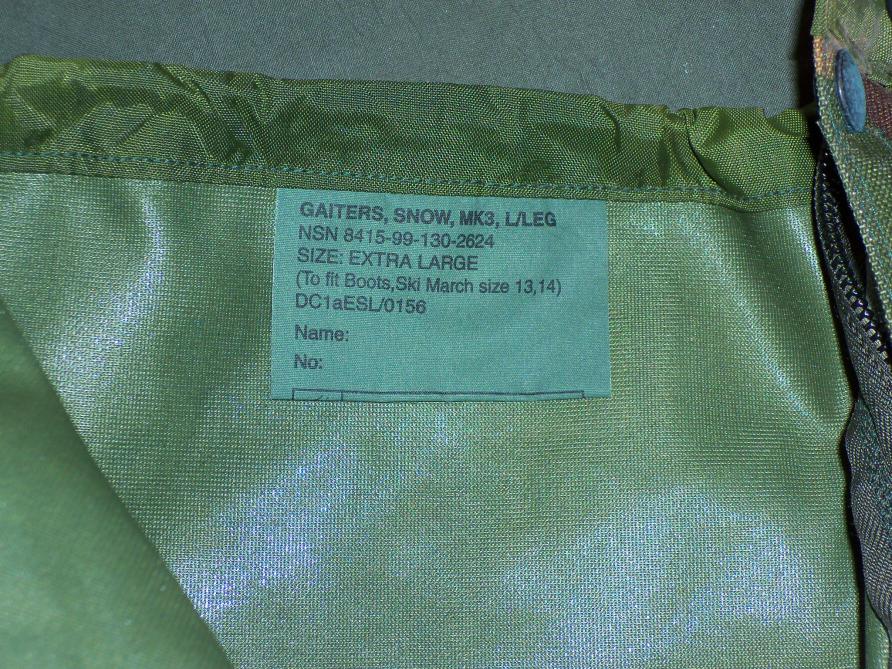 GAITERS, SNOW, MK3, L/LEG
NSN 8415-99-130-2624
SIZE: EXTRA LARGE
(To fit Boots,Ski March size 13,14)
DC1aESL/0156
Name:
No: